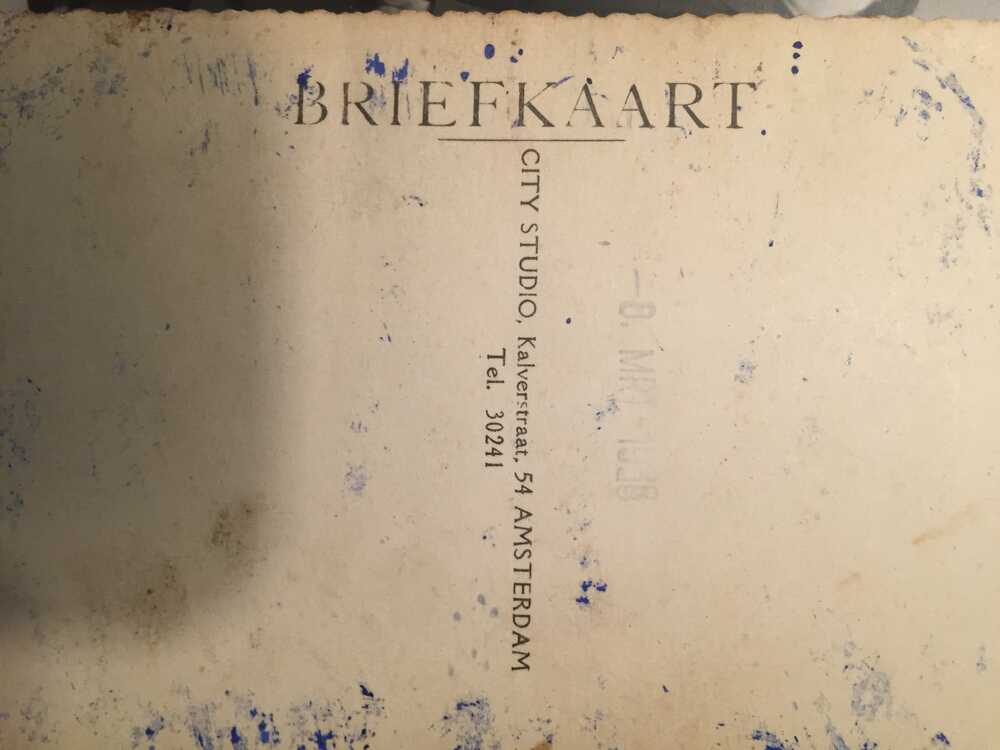 BRIEFKAART
CITY STUDIO, Kalverstraat, 54 AMSTERDAM
Tel. 30241